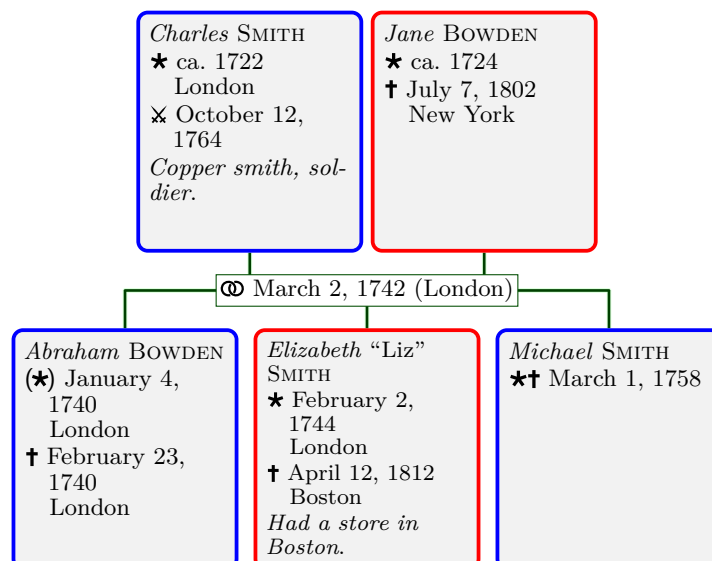 Charles SMITH
* ca. 1722
London
⚔ October 12,
1764
Copper smith, sol-
dier.
Jane BOWDEN
* ca. 1724
† July 7, 1802
New York
⚭ March 2, 1742 (London)
Abraham BOWDEN
(*) January 4,
1740
London
† February 23,
1740
London
Elizabeth “Liz”
SMITH
* February 2,
1744
London
† April 12, 1812
Boston
Had a store in
Boston.
Michael SMITH
*† March 1, 1758